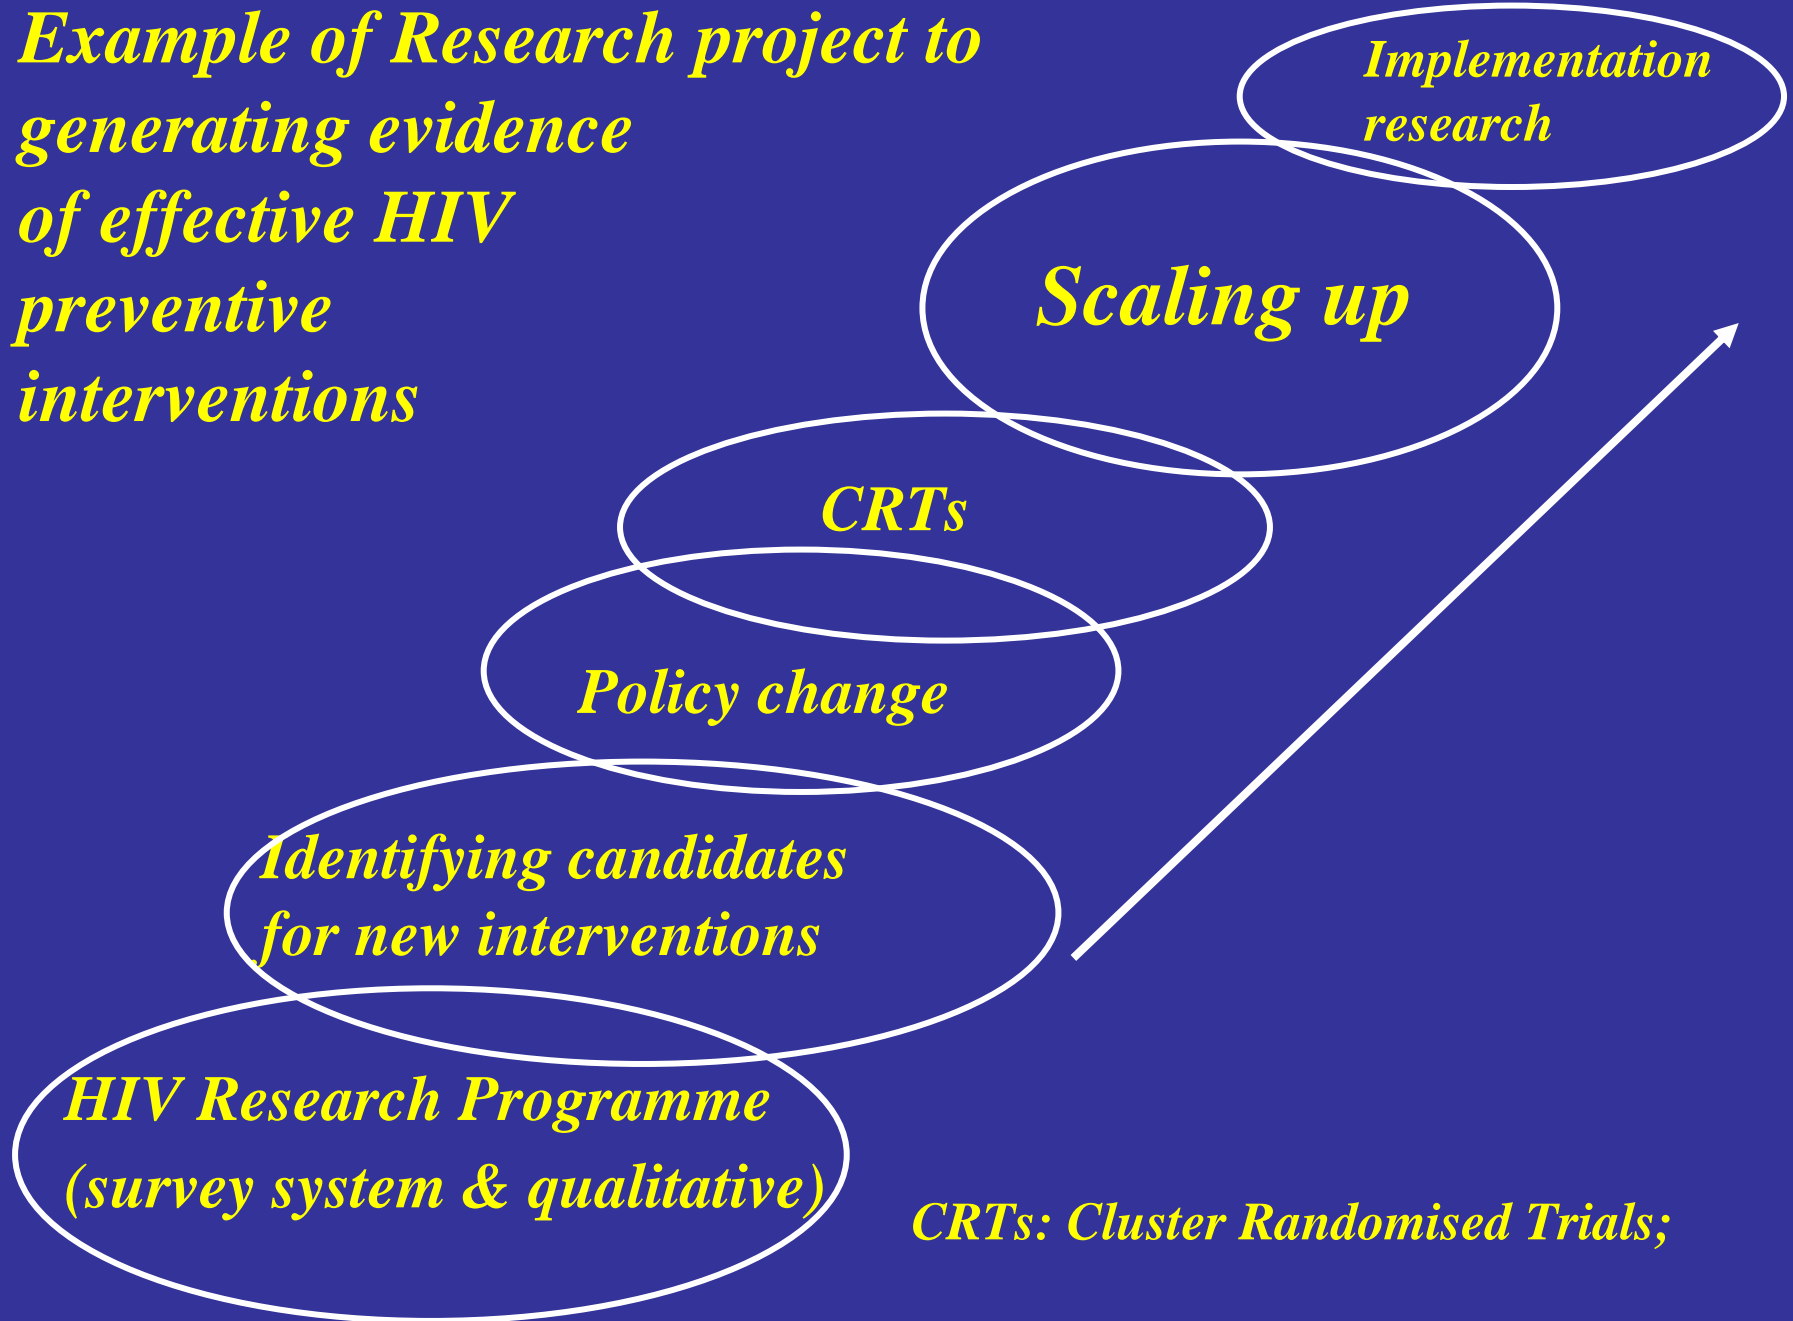 Example of Research project to
generating evidence
of effective HIV
preventive
interventions
Implementation
research
Scaling up
CRTs
Policy change
Identifying candidates
for new interventions
HIV Research Programme
(survey system & qualitative)
CRTs: Cluster Randomised Trials;